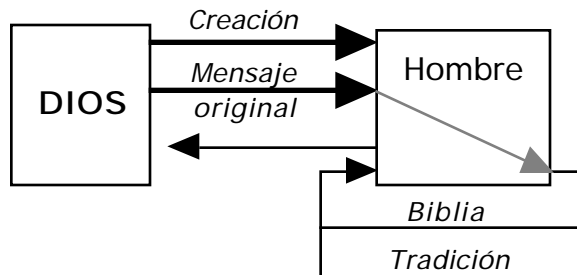 Creación
Mensaje
original
DIOS
Hombre
Biblia
Tradición